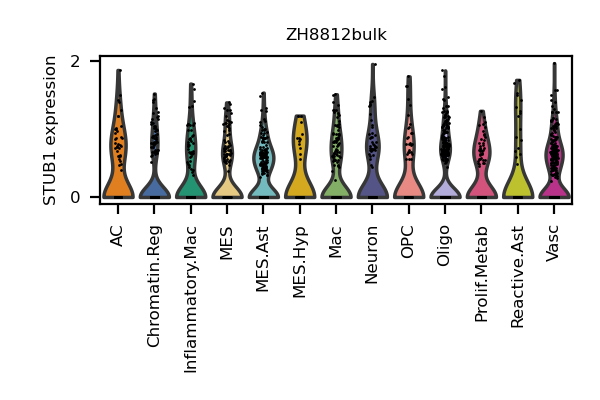 ZH8812bulk
STUB1 expression
2
0
AC
Chromatin.Reg
Inflammatory.Mac
MES
MES.Ast
MES.Hyp
Mac
Neuron
OPC
Oligo
Prolif.Metab
Reactive.Ast
Vasc